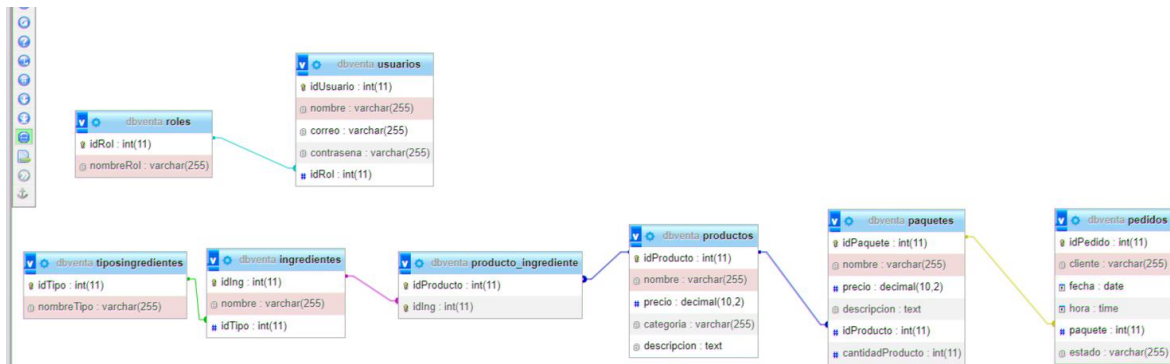 dbventa usuarios
idUsuario : int(11)
nombre : varchar(255)
correo : varchar(255)
contrasena : varchar(255)
idRol : int(11)
dbventa roles
idRol : int(11)
nombreRol : varchar(255)
dbventa tiposingredientes
idTipo : int(11)
nombreTipo : varchar(255)
dbventa ingredientes
idIng : int(11)
nombre : varchar(255)
idTipo : int(11)
dbventa producto_ingrediente
idProducto : int(11)
idIng : int(11)
dbventa productos
idProducto : int(11)
nombre : varchar(255)
precio : decimal(10,2)
categoria : varchar(255)
descripcion : text
dbventa paquetes
idPaquete : int(11)
nombre : varchar(255)
precio : decimal(10,2)
descripcion : text
idProducto : int(11)
cantidadProducto : int(11)
dbventa pedidos
idPedido : int(11)
cliente : varchar(255)
fecha : date
hora : time
paquete : int(11)
estado : varchar(255)